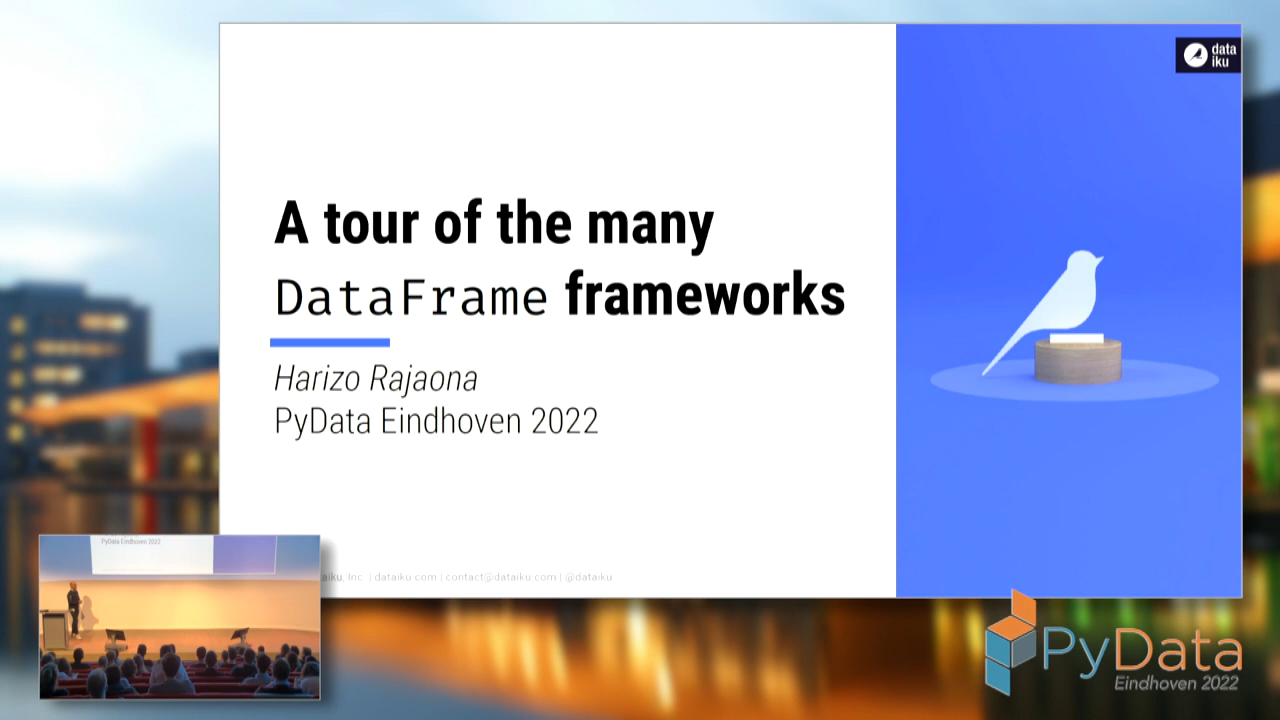 data
iku
A tour of the many
DataFrame frameworks
Harizo Rajaona
PyData Eindhoven 2022
aiku, Inc. | dataiku.com | contact@dataiku.com | @dataiku
PyData Eindhoven 2022
PyData
Eindhoven 2022